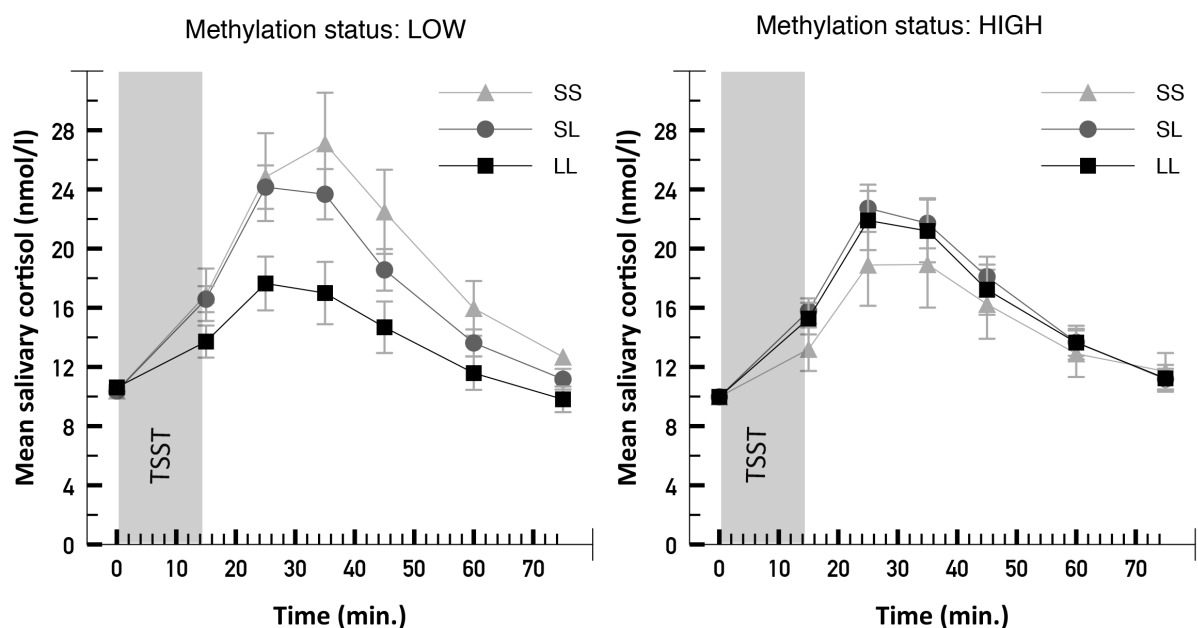 Methylation status: LOW
Mean salivary cortisol (nmol/l)
28
24
20
16
12
8
4
0
SS
SL
LL
TSST
0 10 20 30 40 50 60 70
Time (min.)
Methylation status: HIGH
Mean salivary cortisol (nmol/l)
28
24
20
16
12
8
4
0
SS
SL
LL
TSST
0 10 20 30 40 50 60 70
Time (min.)